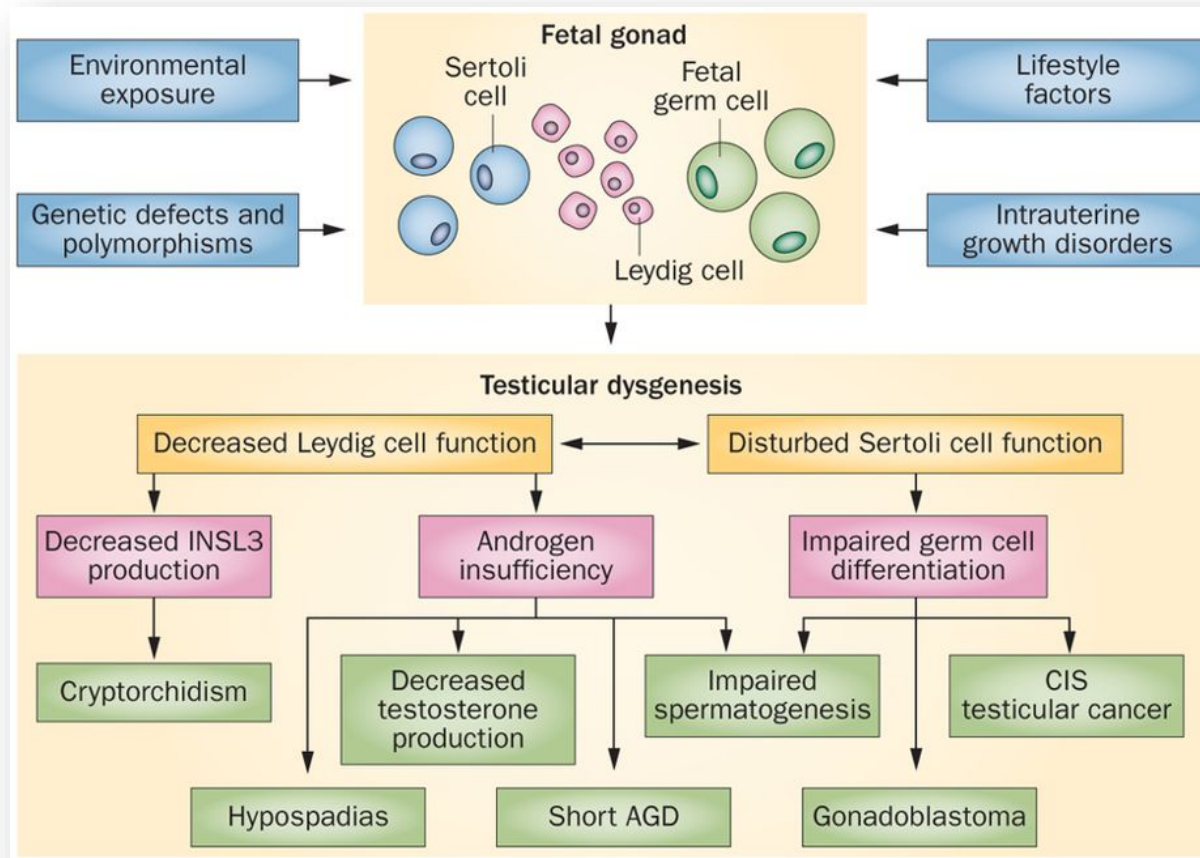 Fetal gonad
Environmental
exposure
Sertoli
cell
Fetal
germ cell
Lifestyle
factors
Genetic defects and
polymorphisms
Leydig cell
Intrauterine
growth disorders
Testicular dysgenesis
Decreased Leydig cell function
Disturbed Sertoli cell function
Decreased INSL3
production
Androgen
insufficiency
Impaired germ cell
differentiation
Cryptorchidism
Decreased
testosterone
production
Impaired
spermatogenesis
CIS
testicular cancer
Hypospadias
Short AGD
Gonadoblastoma